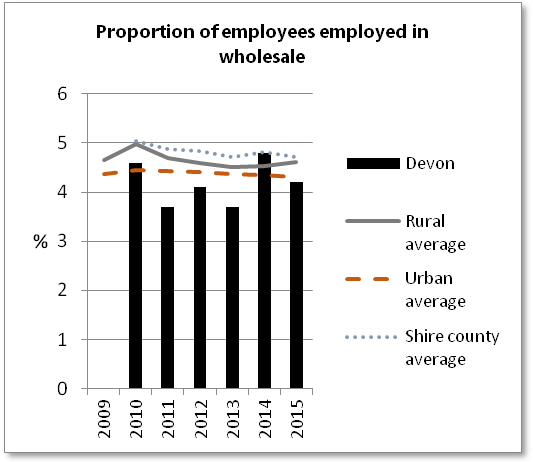 Proportion of employees employed in
wholesale
6
5
4
3
2
1
0
%
2009
2010
2011
2012
2013
2014
2015
Devon
Rural
average
Urban
average
Shire county
average